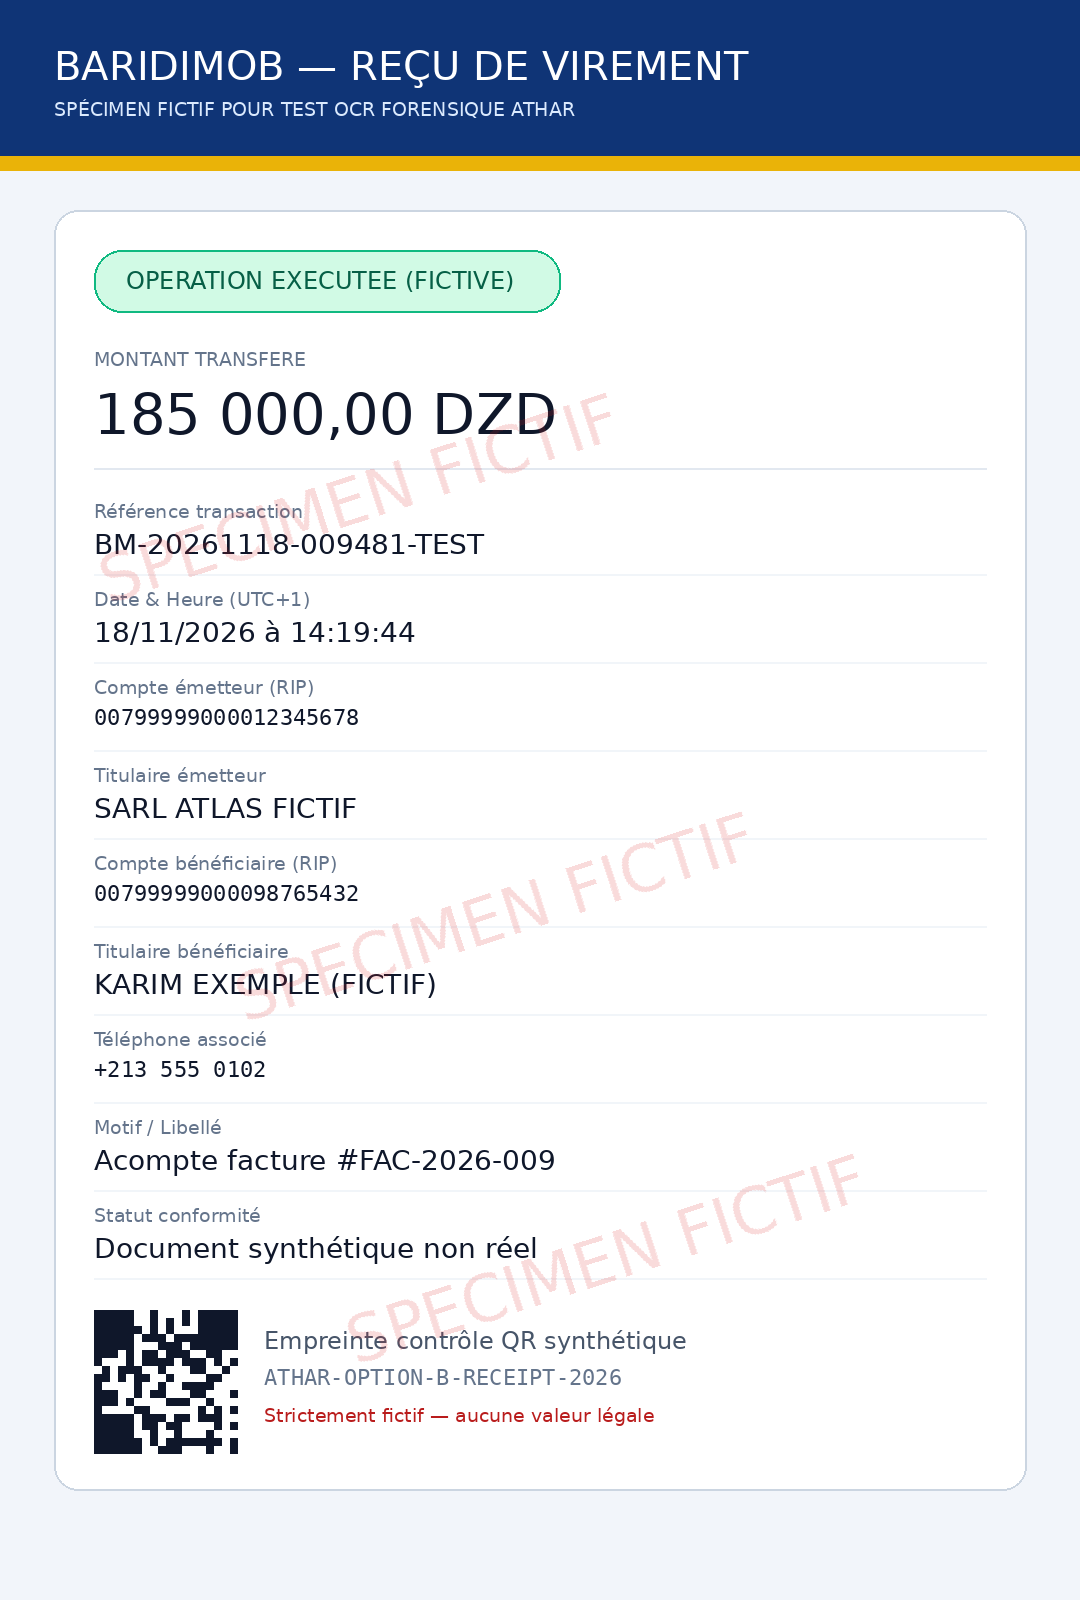 BARIDIMOB — REÇU DE VIREMENT
SPÉCIMEN FICTIF POUR TEST OCR FORENSIQUE ATHAR
OPERATION EXECUTEE (FICTIVE)
MONTANT TRANSFERE
185 000,00 DZD
SPECIMEN FICTIF
Référence transaction
BM-20261118-009481-TEST
Date & Heure (UTC+1)
18/11/2026 à 14:19:44
Compte émetteur (RIP)
00799999000012345678
Titulaire émetteur
SARL ATLAS FICTIF
Compte bénéficiaire (RIP)
00799999000098765432
SPECIMEN FICTIF
Titulaire bénéficiaire
KARIM EXEMPLE (FICTIF)
Téléphone associé
+213 555 0102
Motif / Libellé
Acompte facture #FAC-2026-009
Statut conformité
Document synthétique non réel
SPECIMEN FICTIF
Empreinte contrôle QR synthétique
ATHAR-OPTION-B-RECEIPT-2026
Strictement fictif — aucune valeur légale